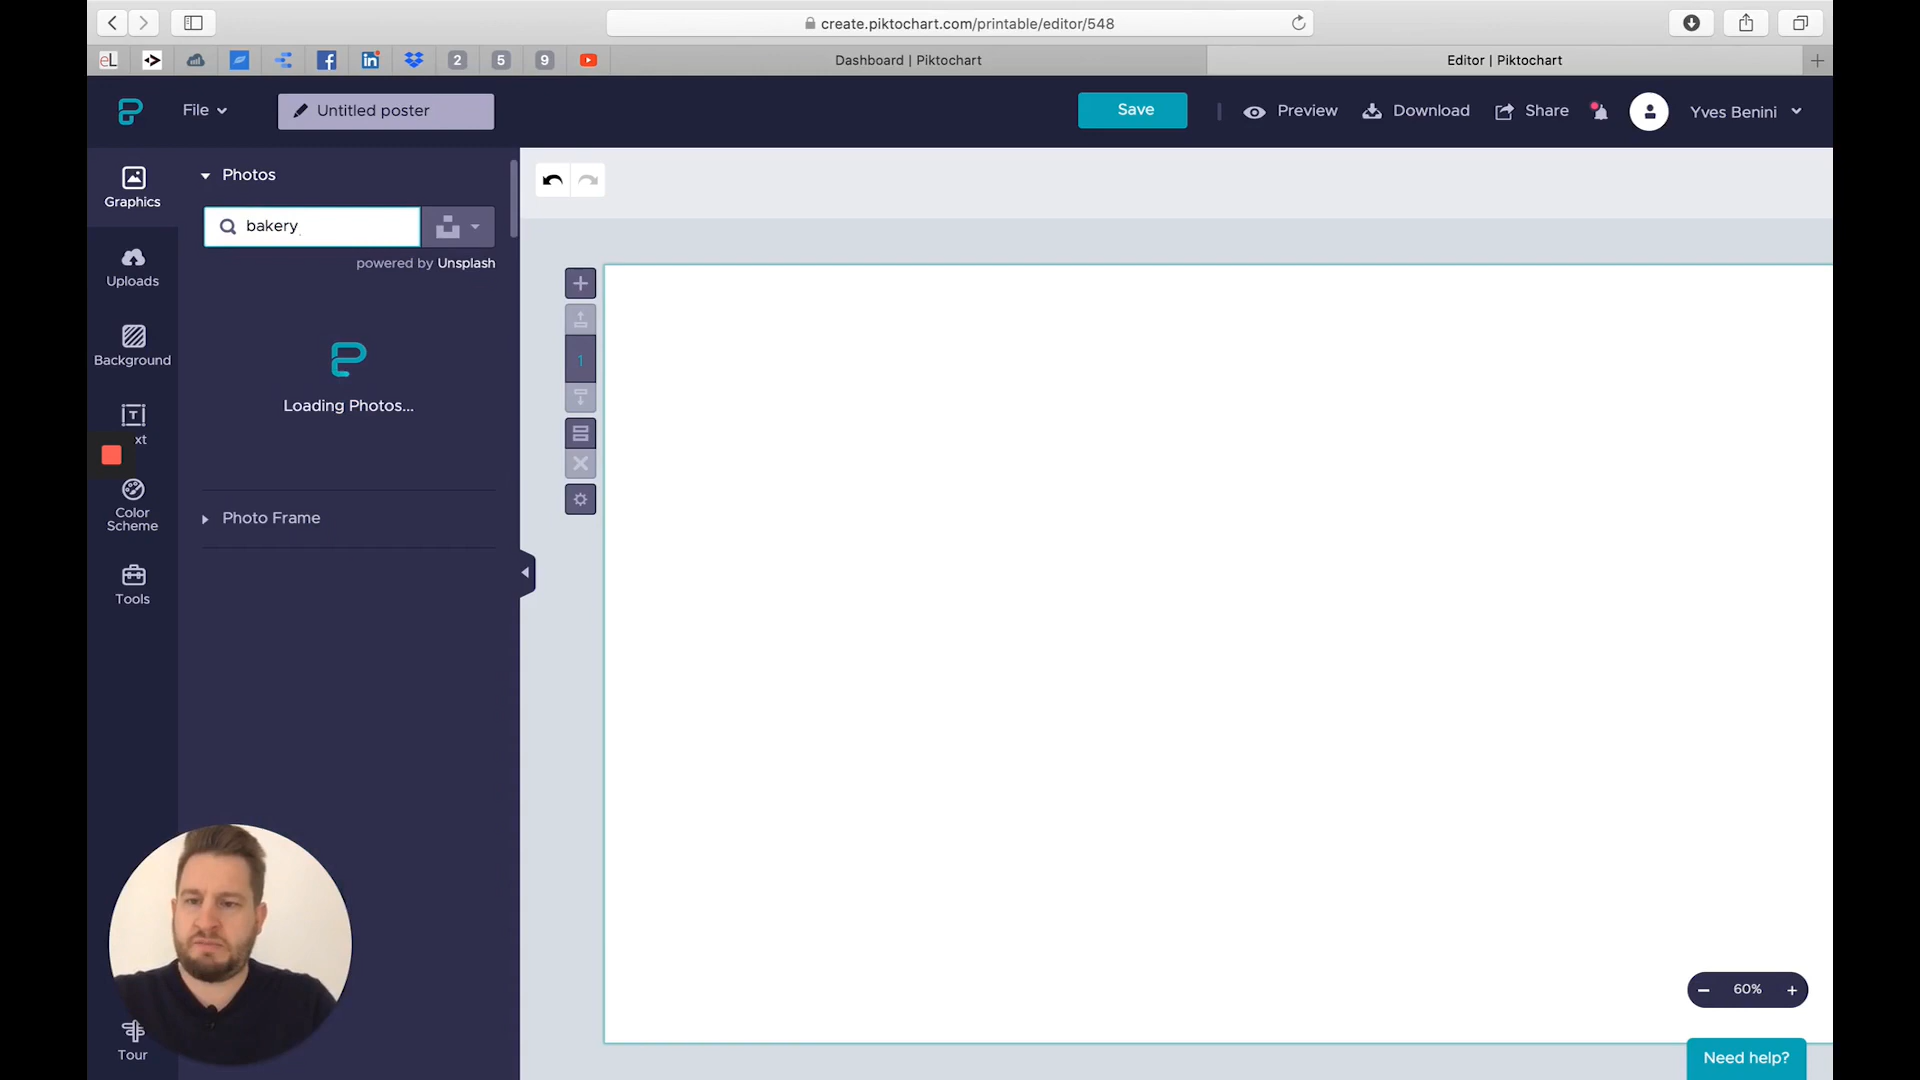 create.piktochart.com/printable/editor/548
eL
2
5
9
Dashboard | Piktochart
Editor | Piktochart
File
Untitled poster
Save
Preview
Download
Share
Yves Benini
Graphics
Uploads
Background
xt
Color
Scheme
Tools
Tour
Photos
bakery
powered by Unsplash
Loading Photos...
Photo Frame
1
60%
Need help?